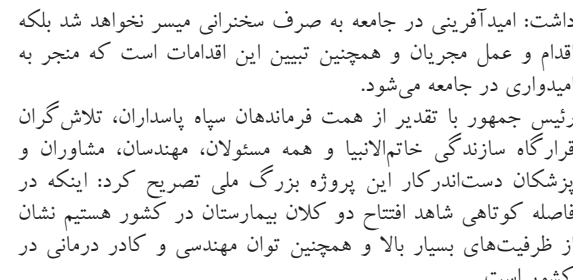 داشت: امیدآفرینی در جامعه به صرف سخنرانی میسر نخواهد شد بلکه
اقدام و عمل مجریان و همچنین تبیین این اقدامات است که منجر به
امیدواری در جامعه می‌شود.
رئیس جمهور با تقدیر از همت فرماندهان سپاه پاسداران، تلاش‌گران
قرارگاه سازندگی خاتم‌الانبیا و همه مسئولان، مهندسان، مشاوران و
پزشکان دست‌اندرکار این پروژه بزرگ ملی تصریح کرد: اینکه در
فاصله کوتاهی شاهد افتتاح دو کلان بیمارستان در کشور هستیم نشان
از ظرفیت‌های بسیار بالا و همچنین توان مهندسی و کادر درمانی در
کشور است.